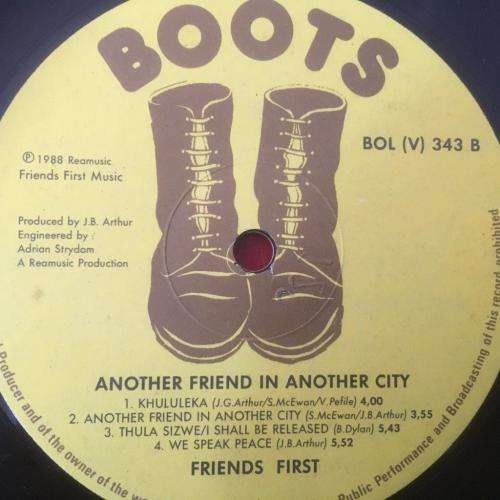 BOOTS
BOL (V) 343 B
Ⓟ 1988 Reamusic
Friends First Music
Produced by J.B. Arthur
Engineered by:
Adrian Strydom
A Reamusic Production
ANOTHER FRIEND IN ANOTHER CITY
1. KHULULEKA (J.G.Arthur/S.McEwan/V.Pefile) 4,00
2. ANOTHER FRIEND IN ANOTHER CITY (S.McEwan/J.B.Arthur) 3,55
3. THULA SIZWE/I SHALL BE RELEASED (B.Dylan) 5,43
4. WE SPEAK PEACE (J.B.Arthur) 5,52
FRIENDS FIRST
Producer and of the owner of the
Public Performance and Broadcasting of this record prohibited